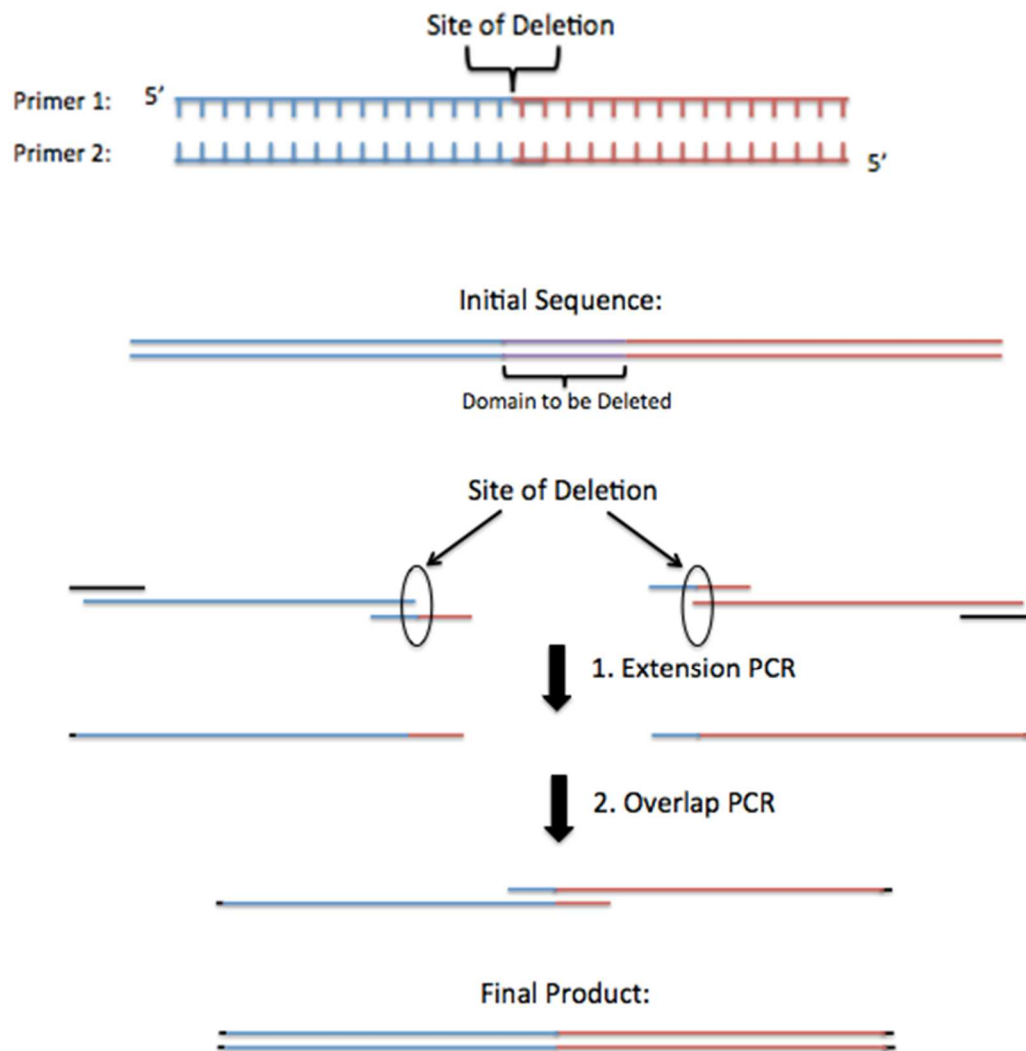 Site of Deletion
Primer 1: 5’
Primer 2: 5’
Initial Sequence:
Domain to be Deleted
Site of Deletion
1. Extension PCR
2. Overlap PCR
Final Product: